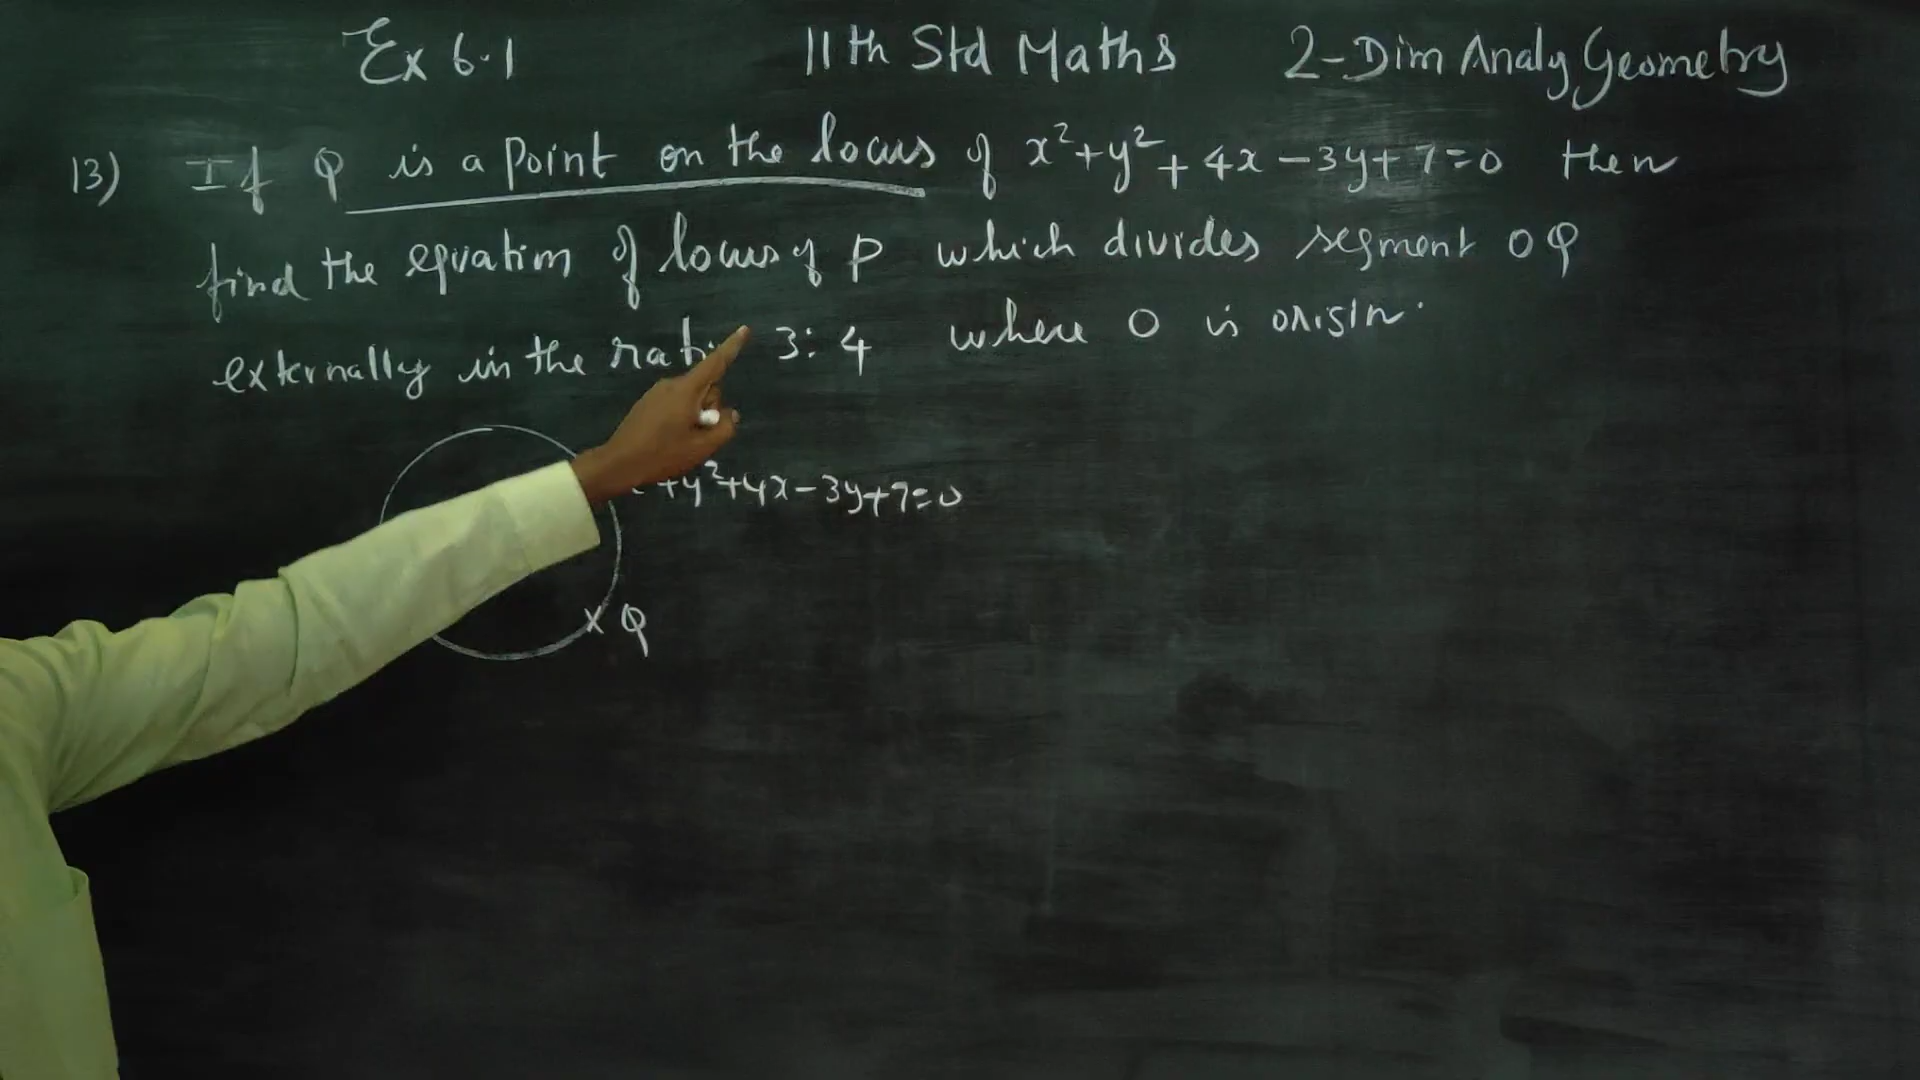 Ex 6.1 11th Std Maths 2-Dim Analy Geometry
13) If Q is a point on the locus of x²+y²+4x-3y+7=0 then
find the equation of locus of P which divides segment OQ
externally in the ratio 3:4 where O is origin.
+y²+4x-3y+7=0
x Q